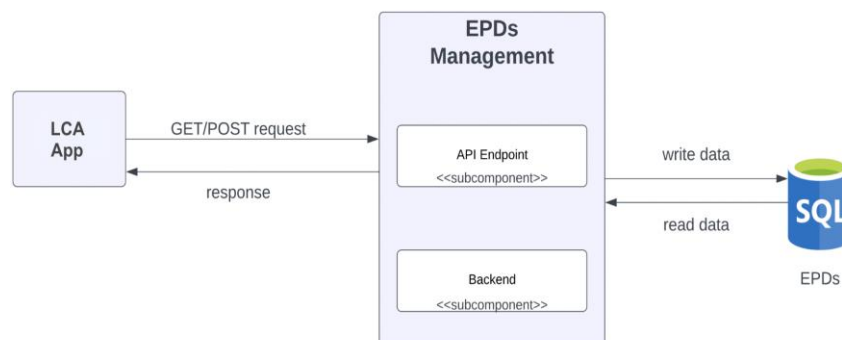 EPDs
Management
LCA
App
GET/POST request
response
API Endpoint
<<subcomponent>>
Backend
<<subcomponent>>
write data
read data
SQL
EPDs